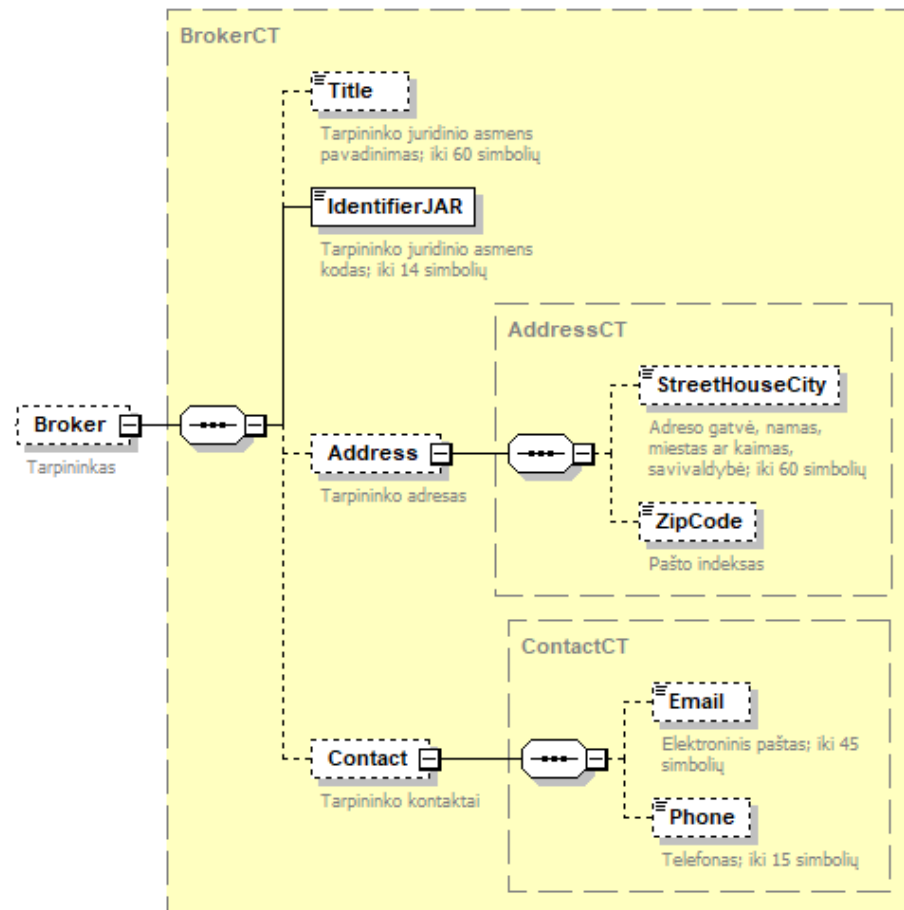 BrokerCT
Title
Tarpininko juridinio asmens
pavadinimas; iki 60 simbolių
IdentifierJAR
Tarpininko juridinio asmens
kodas; iki 14 simbolių
AddressCT
StreetHouseCity
Adreso gatvė, namas,
miestas ar kaimas,
savivaldybė; iki 60 simbolių
Broker
Tarpininkas
Address
Tarpininko adresas
ZipCode
Pašto indeksas
ContactCT
Email
Elektroninis paštas; iki 45
simbolių
Contact
Tarpininko kontaktai
Phone
Telefonas; iki 15 simbolių